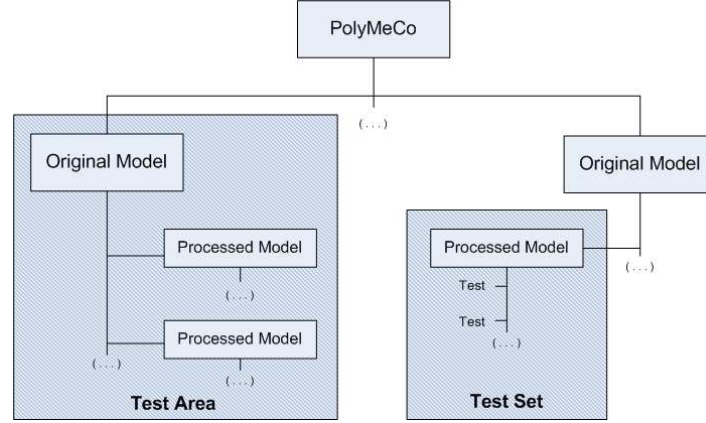 PolyMeCo
(...)
Original Model
Processed Model
(...)
Processed Model
(...)
(...)
Test Area
Original Model
(...)
Processed Model
Test
Test
(...)
Test Set